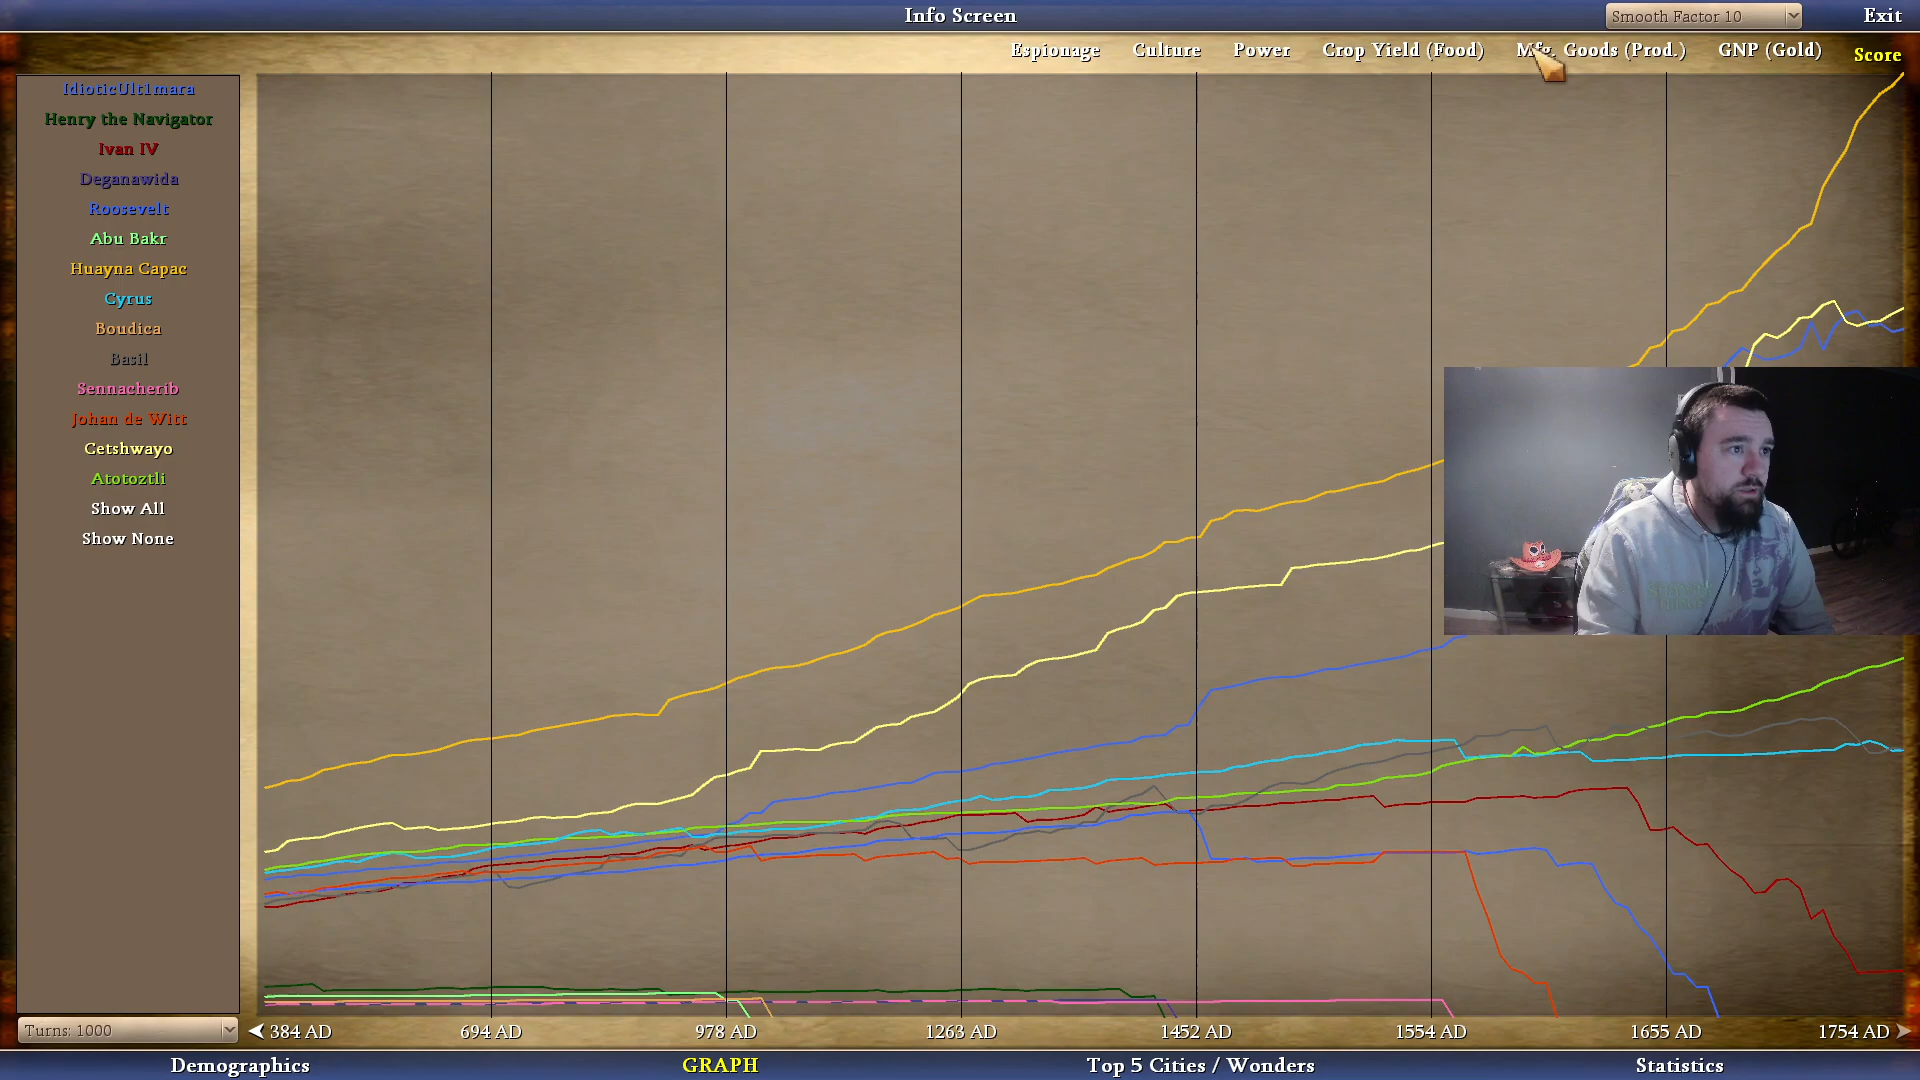 Info Screen
Smooth Factor 10
Exit
Espionage
Culture
Power
Crop Yield (Food)
Mfg. Goods (Prod.)
GNP (Gold)
Score
IdioticUlt1mara
Henry the Navigator
Ivan IV
Deganawida
Roosevelt
Abu Bakr
Huayna Capac
Cyrus
Boudica
Basil
Sennacherib
Johan de Witt
Cetshwayo
Atotoztli
Show All
Show None
Turns: 1000
384 AD
694 AD
978 AD
1263 AD
1452 AD
1554 AD
1655 AD
1754 AD
Demographics
GRAPH
Top 5 Cities / Wonders
Statistics